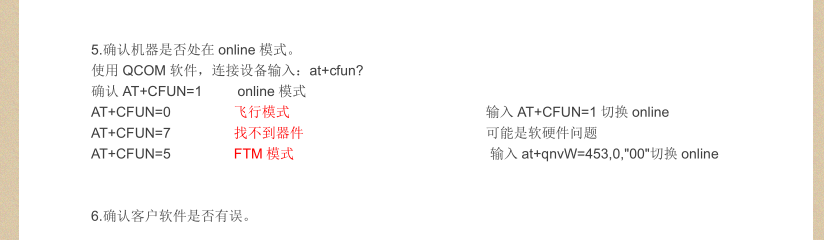 5.确认机器是否处在 online 模式。
使用 QCOM 软件，连接设备输入：at+cfun?
确认 AT+CFUN=1 online 模式
AT+CFUN=0 飞行模式 输入 AT+CFUN=1 切换 online
AT+CFUN=7 找不到器件 可能是软硬件问题
AT+CFUN=5 FTM 模式 输入 at+qnvW=453,0,"00"切换 online
6.确认客户软件是否有误。